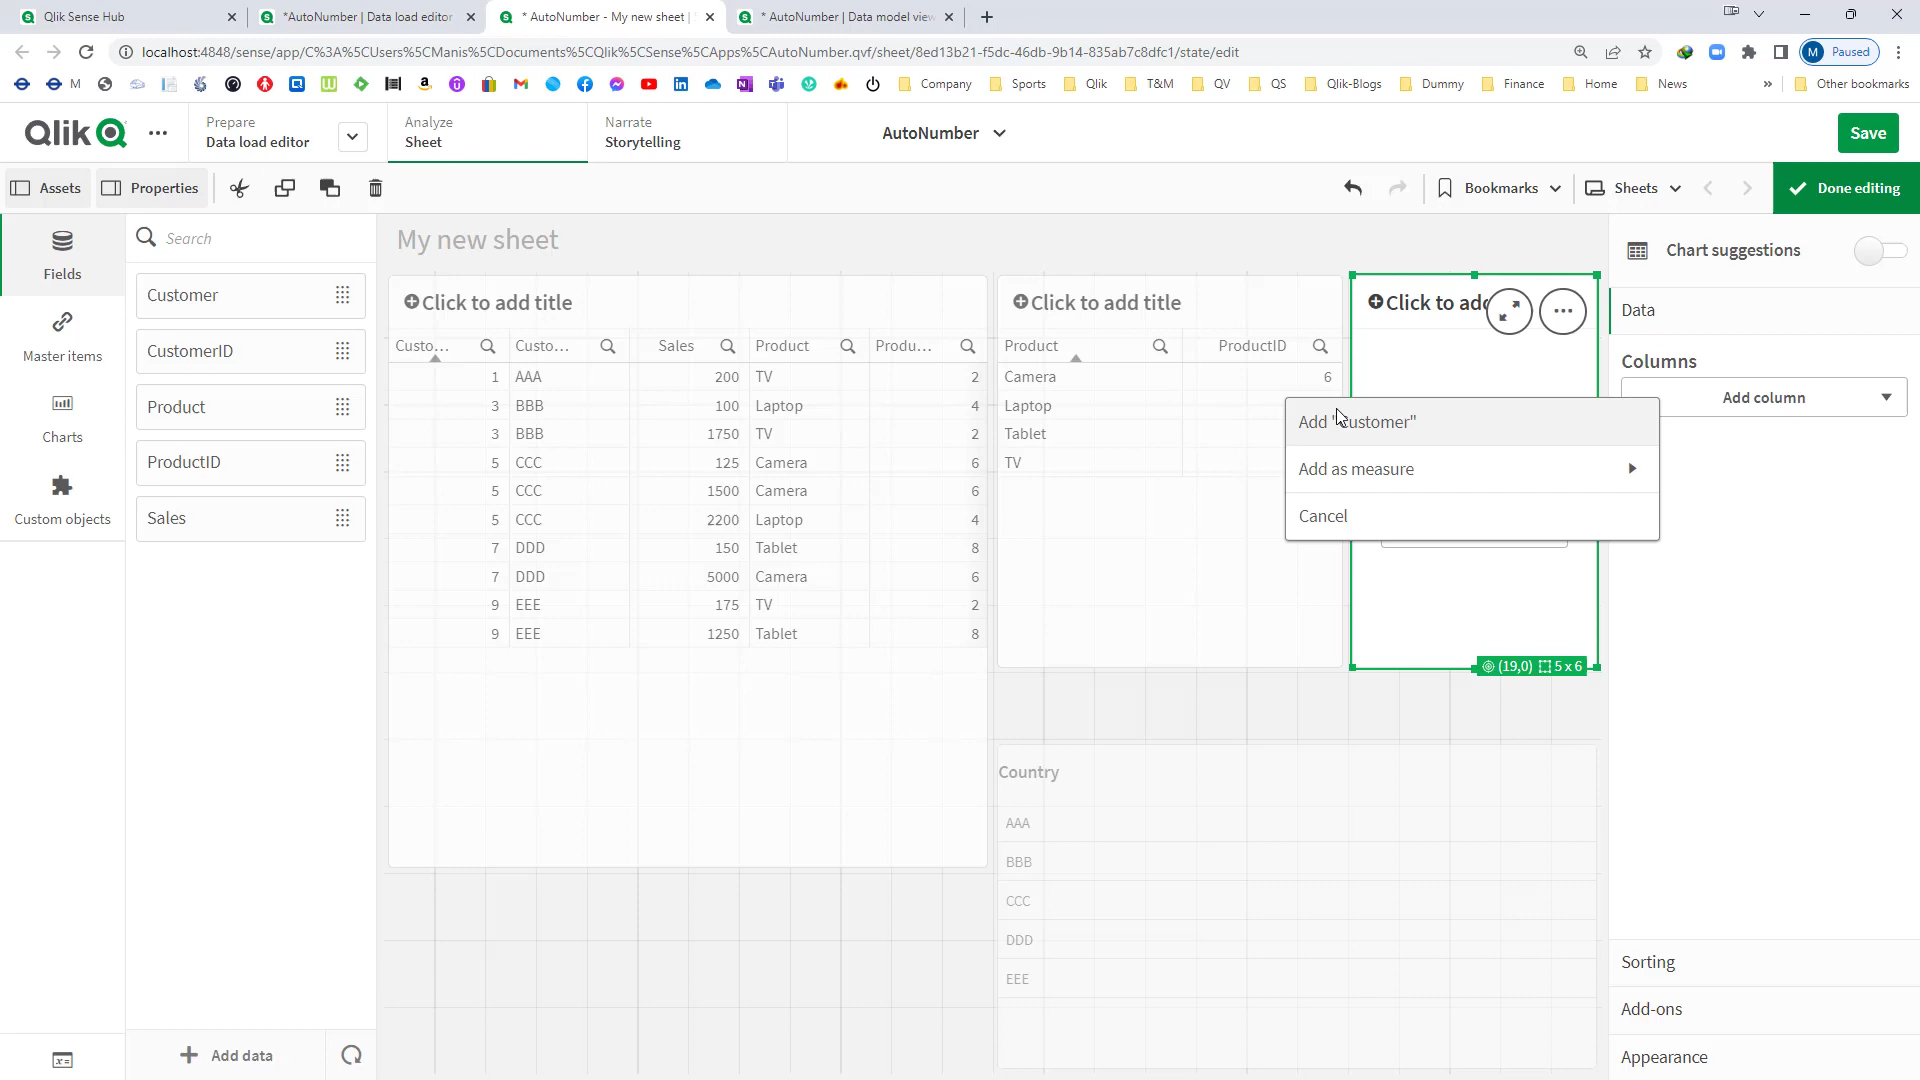 Qlik Sense Hub
*AutoNumber | Data load editor
* AutoNumber - My new sheet |
* AutoNumber | Data model view
localhost:4848/sense/app/C%3A%5CUsers%5CManis%5CDocuments%5CQlik%5CSense%5CApps%5CAutoNumber.qvf/sheet/8ed13b21-f5dc-46db-9b14-835ab7c8dfc1/state/edit
M Paused
M Company Sports Qlik T&M QV QS Qlik-Blogs Dummy Finance Home News » Other bookmarks
Qlik
Prepare
Data load editor
Analyze
Sheet
Narrate
Storytelling
AutoNumber
Save
Assets
Properties
Bookmarks
Sheets
Done editing
Fields
Master items
Charts
Custom objects
Search
Customer
CustomerID
Product
ProductID
Sales
Add data
My new sheet
Click to add title
Custo... Custo... Sales Product Produ...
1 AAA 200 TV 2
3 BBB 100 Laptop 4
3 BBB 1750 TV 2
5 CCC 125 Camera 6
5 CCC 1500 Camera 6
5 CCC 2200 Laptop 4
7 DDD 150 Tablet 8
7 DDD 5000 Camera 6
9 EEE 175 TV 2
9 EEE 1250 Tablet 8
Click to add title
Product ProductID
Camera 6
Laptop
Tablet
TV
Click to add
Add "Customer"
Add as measure
Cancel
(19,0) 5 x 6
Country
AAA
BBB
CCC
DDD
EEE
Chart suggestions
Data
Columns
Add column
Sorting
Add-ons
Appearance